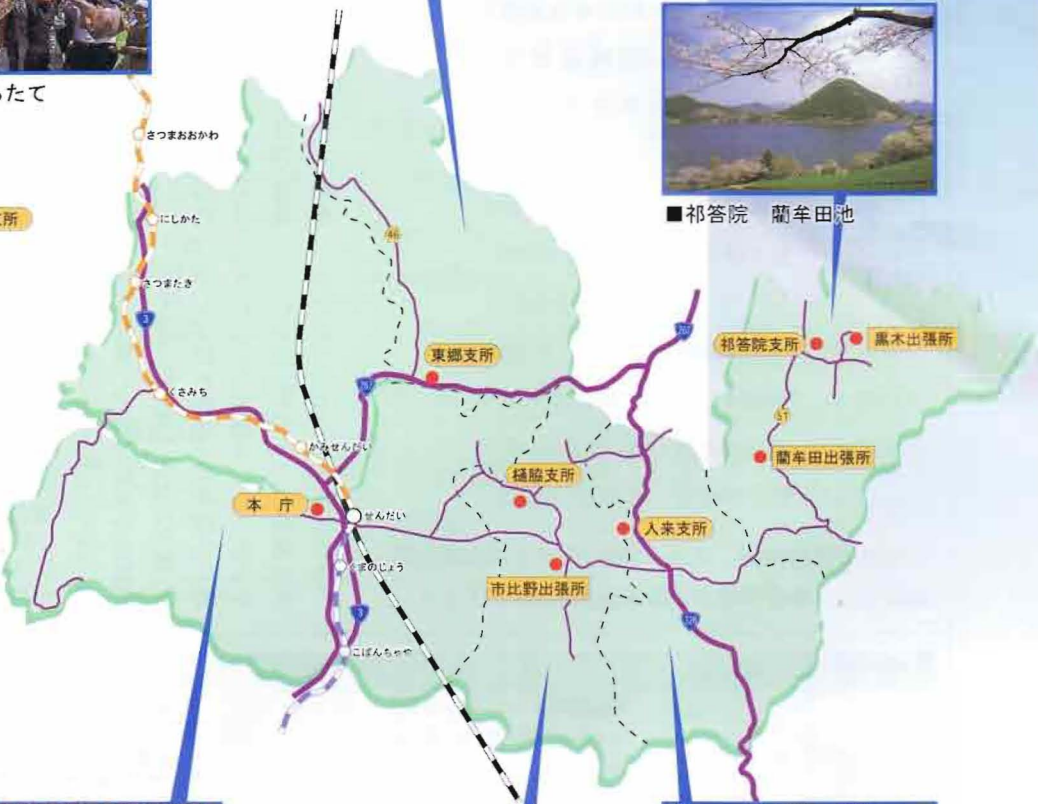 らたて
さつまおおかわ
にしかた
■祁答院　藺牟田池
さつまたき
46
3
267
東郷支所
祁答院支所
黒木出張所
267
くさみち
51
かみせんだい
藺牟田出張所
樋脇支所
本　庁
せんだい
入来支所
くまのじょう
市比野出張所
3
328
こばんちゃや